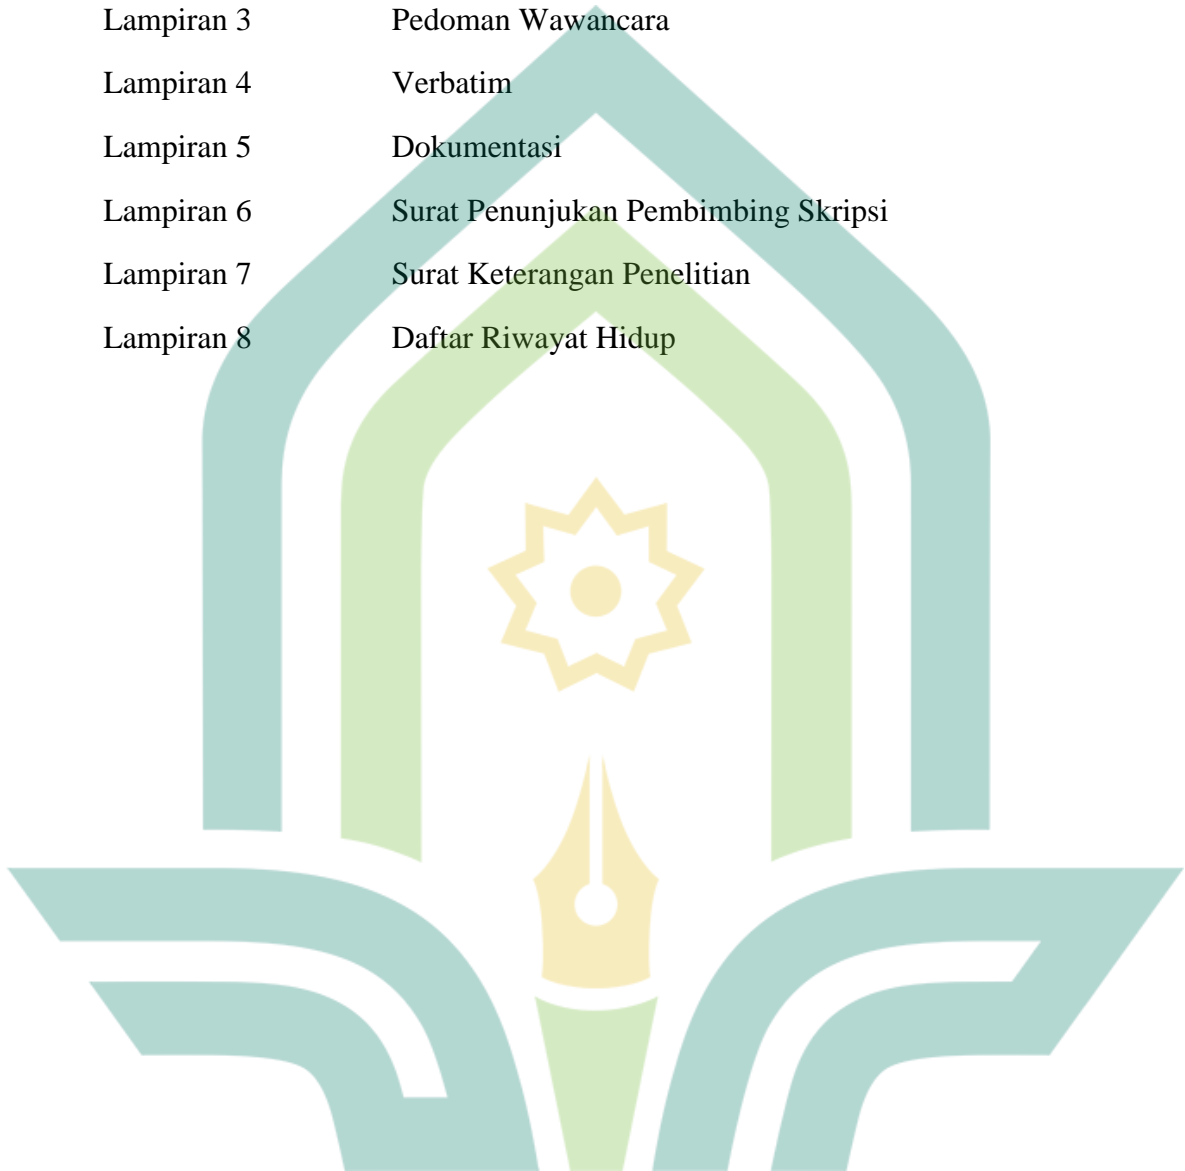 Lampiran 3 Pedoman Wawancara
Lampiran 4 Verbatim
Lampiran 5 Dokumentasi
Lampiran 6 Surat Penunjukan Pembimbing Skripsi
Lampiran 7 Surat Keterangan Penelitian
Lampiran 8 Daftar Riwayat Hidup